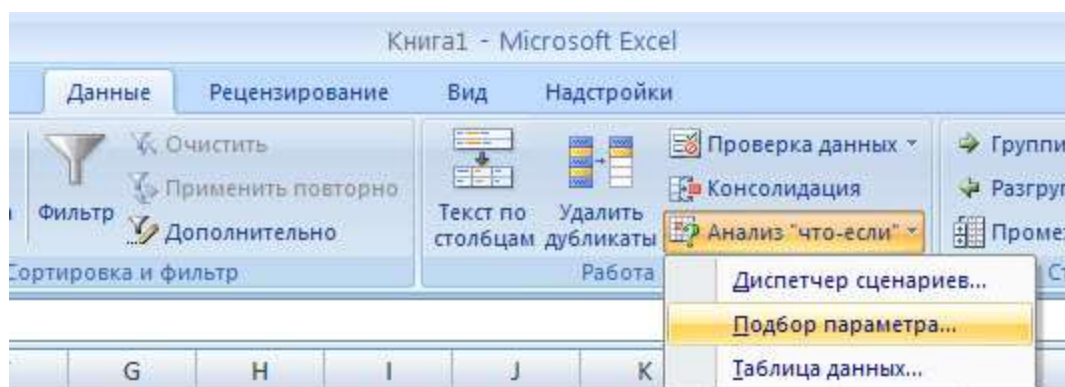 Книга1 - Microsoft Excel
Данные Рецензирование Вид Надстройки
Очистить
Применить повторно
Дополнительно
Фильтр
Сортировка и фильтр
Текст по столбцам
Удалить дубликаты
Проверка данных
Консолидация
Анализ "что-если"
Работа
Диспетчер сценариев...
Подбор параметра...
Таблица данных...
G H I J K